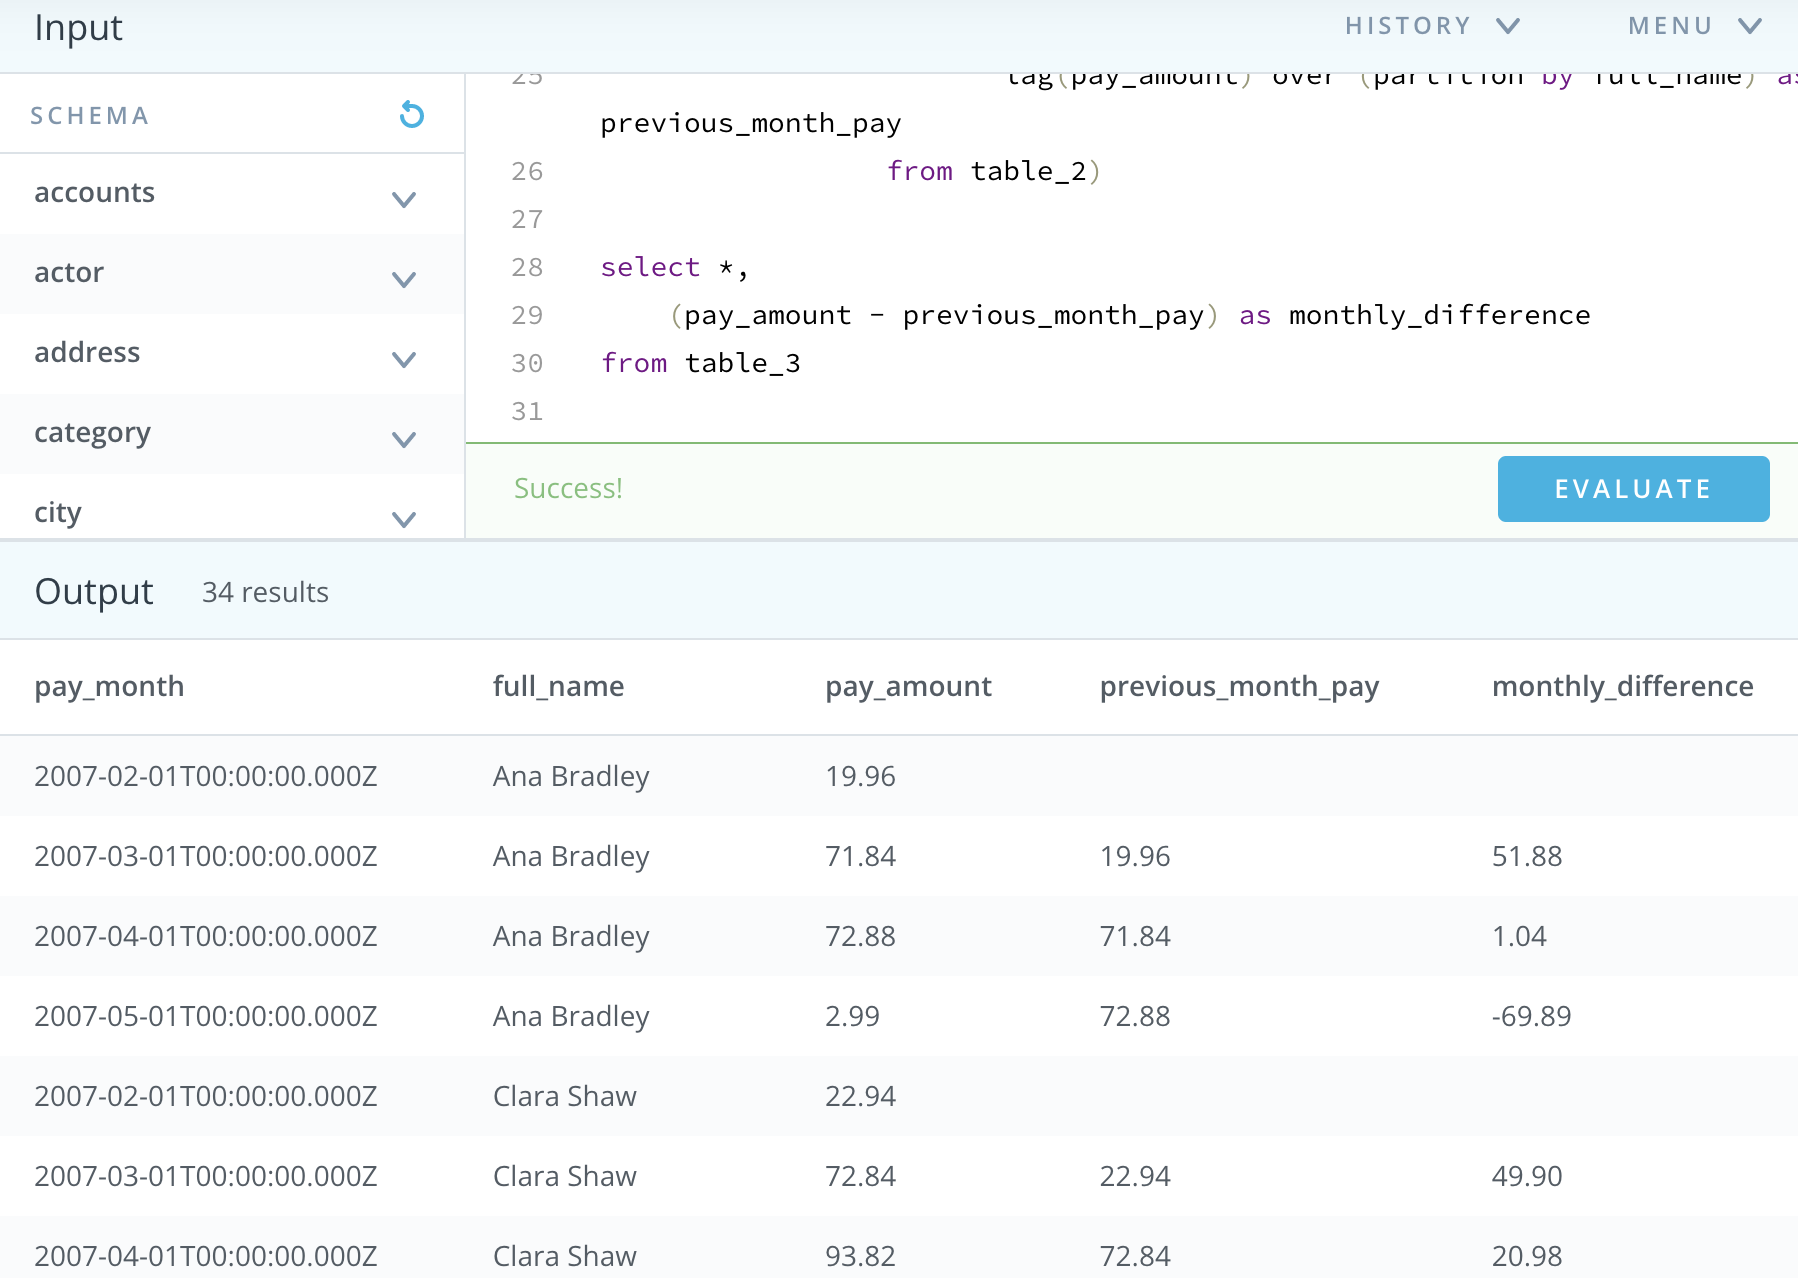 Input
HISTORY
MENU
SCHEMA
accounts
actor
address
category
city
25 lag(pay_amount) over (partition by full_name) as
previous_month_pay
26 from table_2)
27
28 select *,
29 (pay_amount - previous_month_pay) as monthly_difference
30 from table_3
31
Success!
EVALUATE
Output 34 results
pay_month full_name pay_amount previous_month_pay monthly_difference
2007-02-01T00:00:00.000Z Ana Bradley 19.96
2007-03-01T00:00:00.000Z Ana Bradley 71.84 19.96 51.88
2007-04-01T00:00:00.000Z Ana Bradley 72.88 71.84 1.04
2007-05-01T00:00:00.000Z Ana Bradley 2.99 72.88 -69.89
2007-02-01T00:00:00.000Z Clara Shaw 22.94
2007-03-01T00:00:00.000Z Clara Shaw 72.84 22.94 49.90
2007-04-01T00:00:00.000Z Clara Shaw 93.82 72.84 20.98